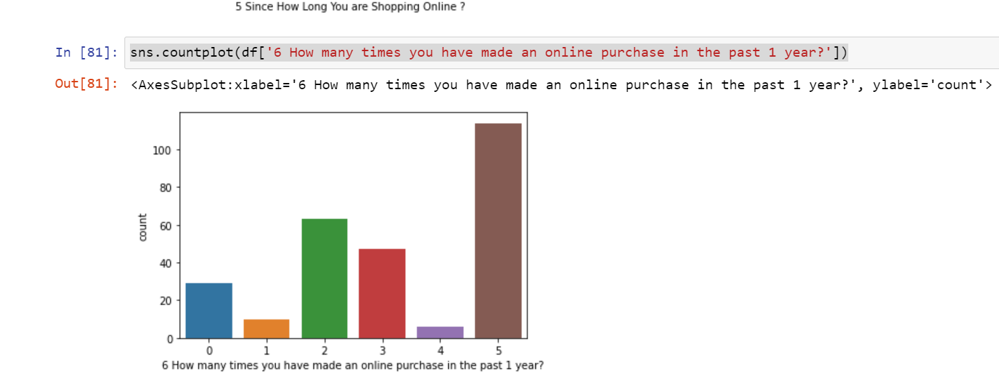 5 Since How Long You are Shopping Online ?
In [81]: sns.countplot(df['6 How many times you have made an online purchase in the past 1 year?'])
Out[81]: <AxesSubplot:xlabel='6 How many times you have made an online purchase in the past 1 year?', ylabel='count'>
100
80
60
40
20
0
count
0 1 2 3 4 5
6 How many times you have made an online purchase in the past 1 year?